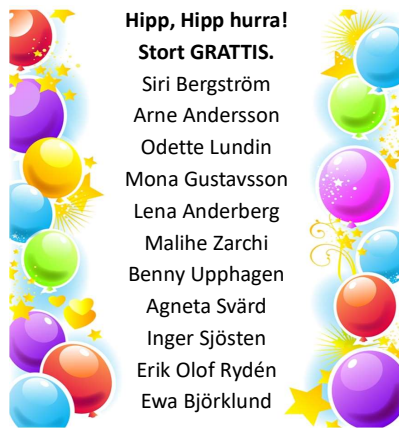 Hipp, Hipp hurra!
Stort GRATTIS.
Siri Bergström
Arne Andersson
Odette Lundin
Mona Gustavsson
Lena Anderberg
Malihe Zarchi
Benny Upphagen
Agneta Svärd
Inger Sjösten
Erik Olof Rydén
Ewa Björklund